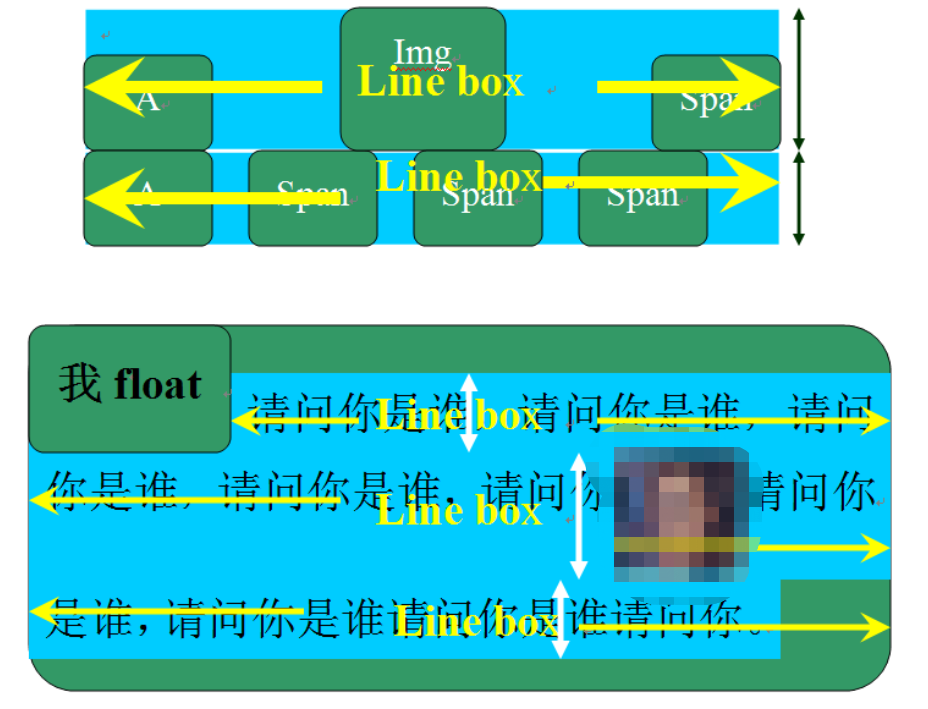 Img
Line box
A
Span
Line box
A
Span
Span
Span
我 float
请问你是谁，请问你是谁，请问
Line box
你是谁，请问你是谁，请问你
请问你
Line box
是谁，请问你是谁请问你是谁请问你。
Line box